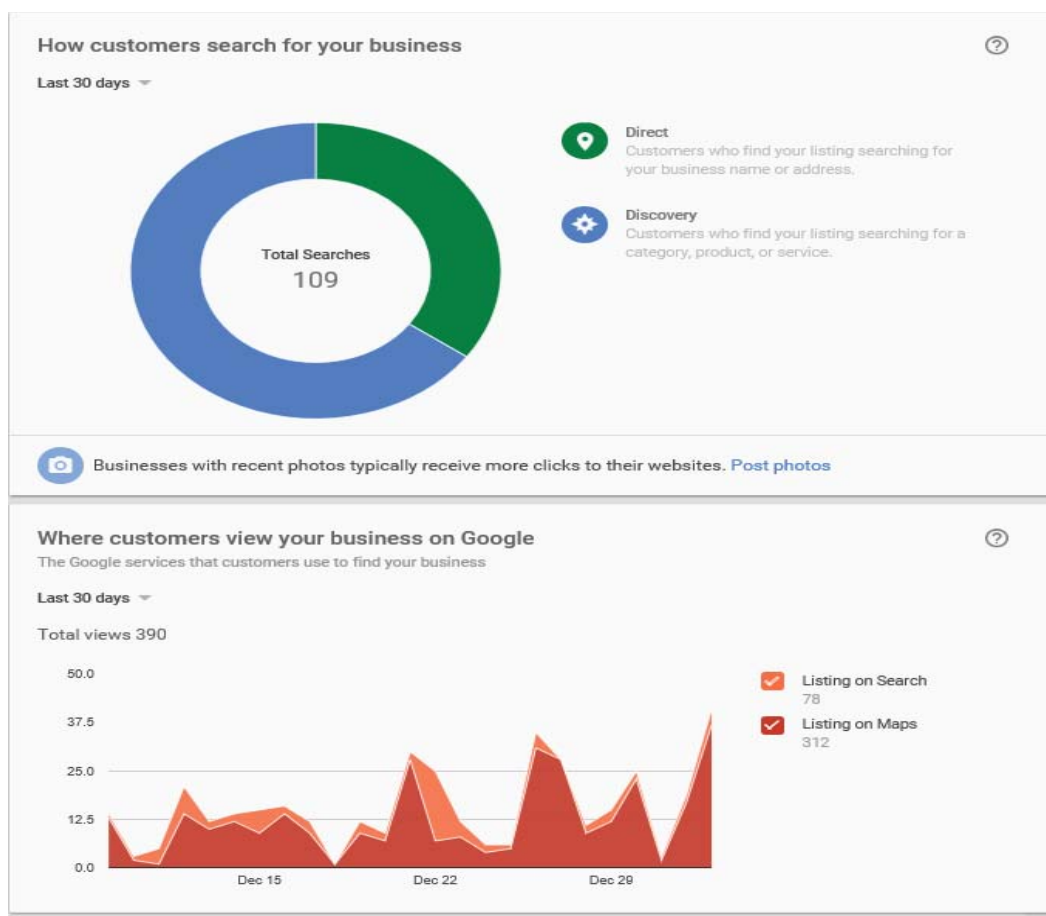 How customers search for your business
Last 30 days
Direct
Customers who find your listing searching for
your business name or address.
Discovery
Customers who find your listing searching for a
category, product, or service.
Total Searches
109
Businesses with recent photos typically receive more clicks to their websites. Post photos
Where customers view your business on Google
The Google services that customers use to find your business
Last 30 days
Total views 390
50.0
37.5
25.0
12.5
0.0
Dec 15
Dec 22
Dec 29
Listing on Search
78
Listing on Maps
312